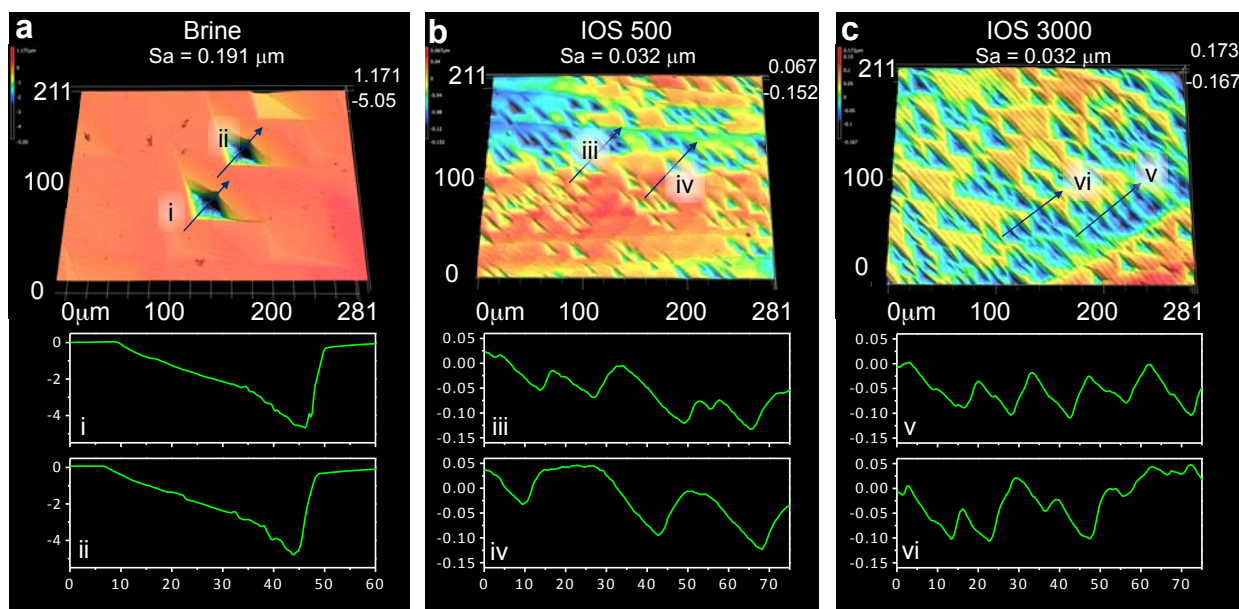 a
Brine
Sa = 0.191 μm
1.171
-5.05
211
100
0
0μm 100 200 281
i
ii
0
-2
-4
i
0
-2
-4
ii
0 10 20 30 40 50 60
b
IOS 500
Sa = 0.032 μm
0.067
-0.152
211
100
0
0μm 100 200 281
iii
iv
0.05
0.00
-0.05
-0.10
-0.15
iii
0.05
0.00
-0.05
-0.10
-0.15
iv
0 10 20 30 40 50 60 70
c
IOS 3000
Sa = 0.032 μm
0.173
-0.167
211
100
0
0μm 100 200 281
vi
v
0.05
0.00
-0.05
-0.10
-0.15
v
0.05
0.00
-0.05
-0.10
-0.15
vi
0 10 20 30 40 50 60 70